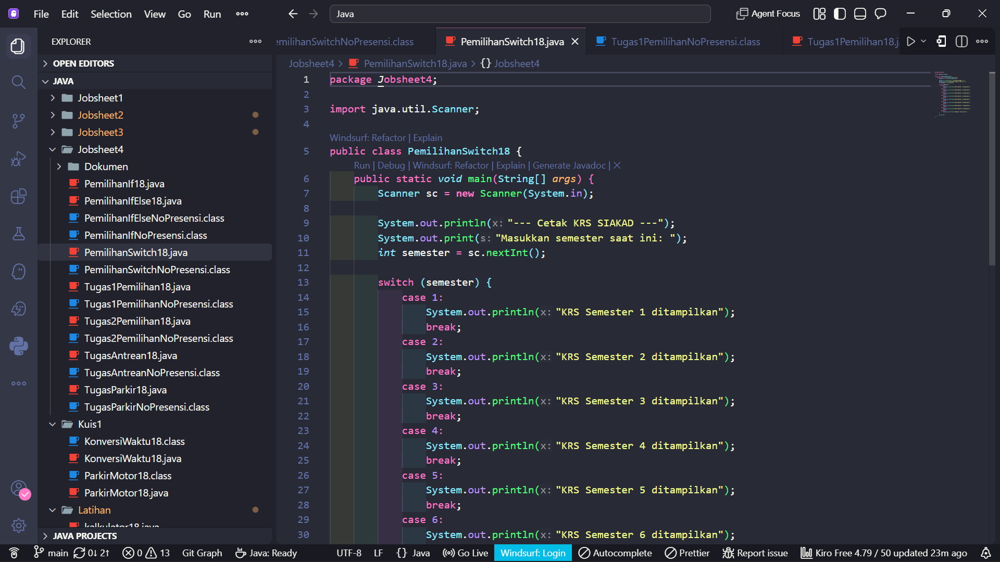 File Edit Selection View Go Run
Java
Agent Focus
EXPLORER
OPEN EDITORS
JAVA
Jobsheet1
Jobsheet2
Jobsheet3
Jobsheet4
Dokumen
PemilihanIf18.java
PemilihanIfElse18.java
PemilihanIfElseNoPresensi.class
PemilihanIfNoPresensi.class
PemilihanSwitch18.java
PemilihanSwitchNoPresensi.class
Tugas1Pemilihan18.java
Tugas1PemilihanNoPresensi.class
Tugas2Pemilihan18.java
Tugas2PemilihanNoPresensi.class
TugasAntrean18.java
TugasAntreanNoPresensi.class
TugasParkir18.java
TugasParkirNoPresensi.class
Kuis1
KonversiWaktu18.class
KonversiWaktu18.java
ParkirMotor18.class
ParkirMotor18.java
Latihan
kalkulator18.java
JAVA PROJECTS
emilihanSwitchNoPresensi.class PemilihanSwitch18.java Tugas1PemilihanNoPresensi.class Tugas1Pemilihan18.j
Jobsheet4 > PemilihanSwitch18.java > {} Jobsheet4
1 package Jobsheet4;
2
3 import java.util.Scanner;
4
Windsurf: Refactor | Explain
5 public class PemilihanSwitch18 {
Run | Debug | Windsurf: Refactor | Explain | Generate Javadoc | ✕
6 public static void main(String[] args) {
7 Scanner sc = new Scanner(System.in);
8
9 System.out.println(x: "--- Cetak KRS SIAKAD ---");
10 System.out.print(s: "Masukkan semester saat ini: ");
11 int semester = sc.nextInt();
12
13 switch (semester) {
14 case 1:
15 System.out.println(x: "KRS Semester 1 ditampilkan");
16 break;
17 case 2:
18 System.out.println(x: "KRS Semester 2 ditampilkan");
19 break;
20 case 3:
21 System.out.println(x: "KRS Semester 3 ditampilkan");
22 break;
23 case 4:
24 System.out.println(x: "KRS Semester 4 ditampilkan");
25 break;
26 case 5:
27 System.out.println(x: "KRS Semester 5 ditampilkan");
28 break;
29 case 6:
30 System.out.println(x: "KRS Semester 6 ditampilkan");
main 0↓ 2↑ 0 13 Git Graph Java: Ready UTF-8 LF {} Java Go Live Windsurf: Login Autocomplete Prettier Report issue Kiro Free 4.79 / 50 updated 23m ago